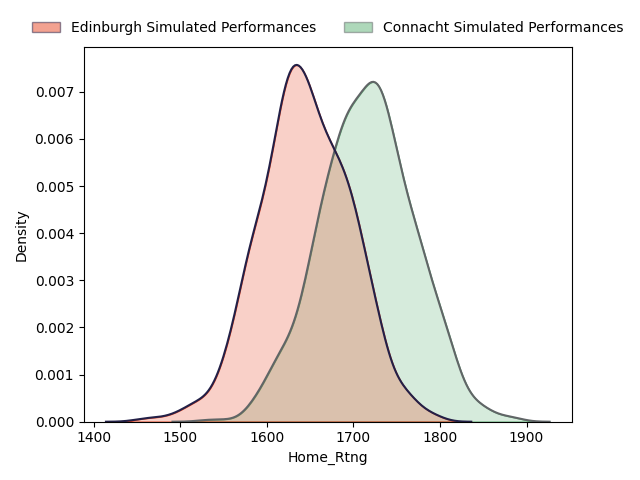 Edinburgh Simulated Performances
Connacht Simulated Performances
0.007
0.006
0.005
0.004
0.003
0.002
0.001
0.000
Density
1400 1500 1600 1700 1800 1900
Home_Rtng